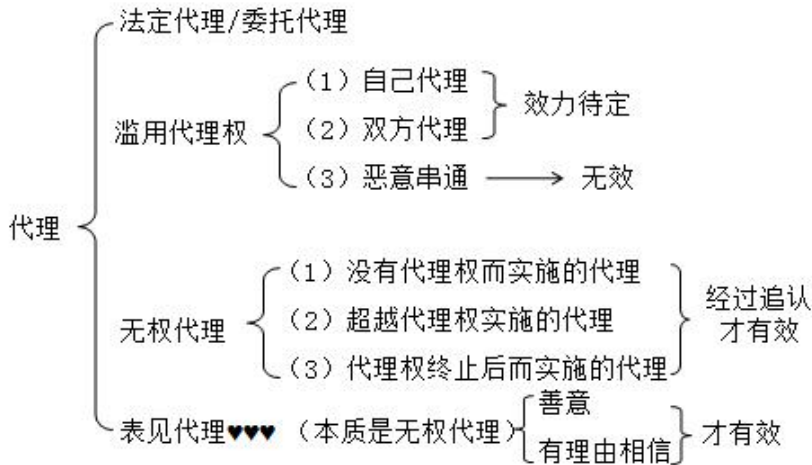 法定代理/委托代理
(1) 自己代理
效力待定
滥用代理权
(2) 双方代理
(3) 恶意串通
无效
代理
(1) 没有代理权而实施的代理
经过追认
无权代理
(2) 超越代理权实施的代理
才有效
(3) 代理权终止后而实施的代理
善意
表见代理♥♥♥ (本质是无权代理)
才有效
有理由相信